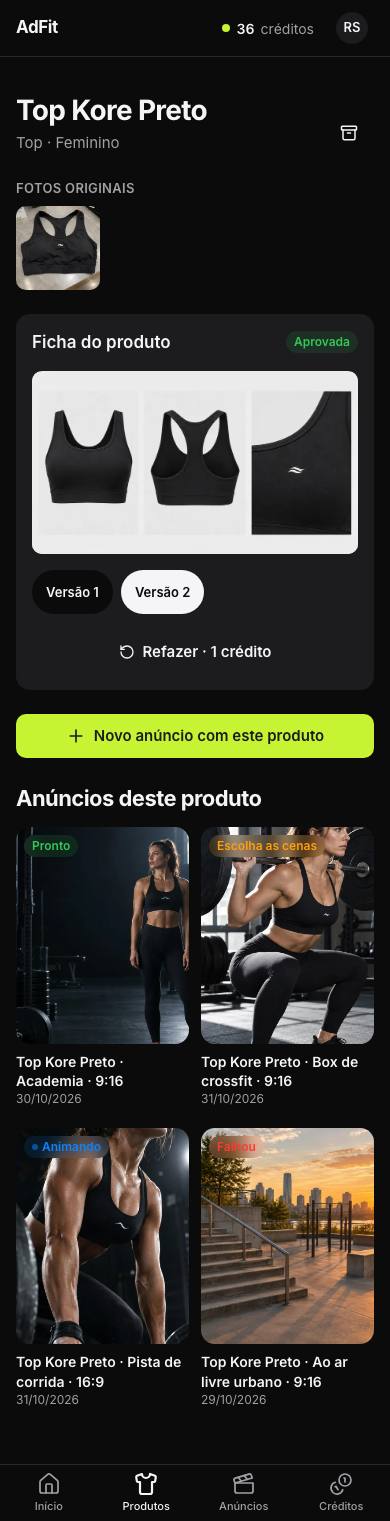 AdFit
36 créditos
RS
Top Kore Preto
Top · Feminino
FOTOS ORIGINAIS
Ficha do produto
Aprovada
Versão 1
Versão 2
Refazer · 1 crédito
Novo anúncio com este produto
Anúncios deste produto
Pronto
Escolha as cenas
Top Kore Preto ·
Academia · 9:16
30/10/2026
Top Kore Preto · Box de
crossfit · 9:16
31/10/2026
Animando
Falhou
Top Kore Preto · Pista de
corrida · 16:9
31/10/2026
Top Kore Preto · Ao ar
livre urbano · 9:16
29/10/2026
Início
Produtos
Anúncios
Créditos